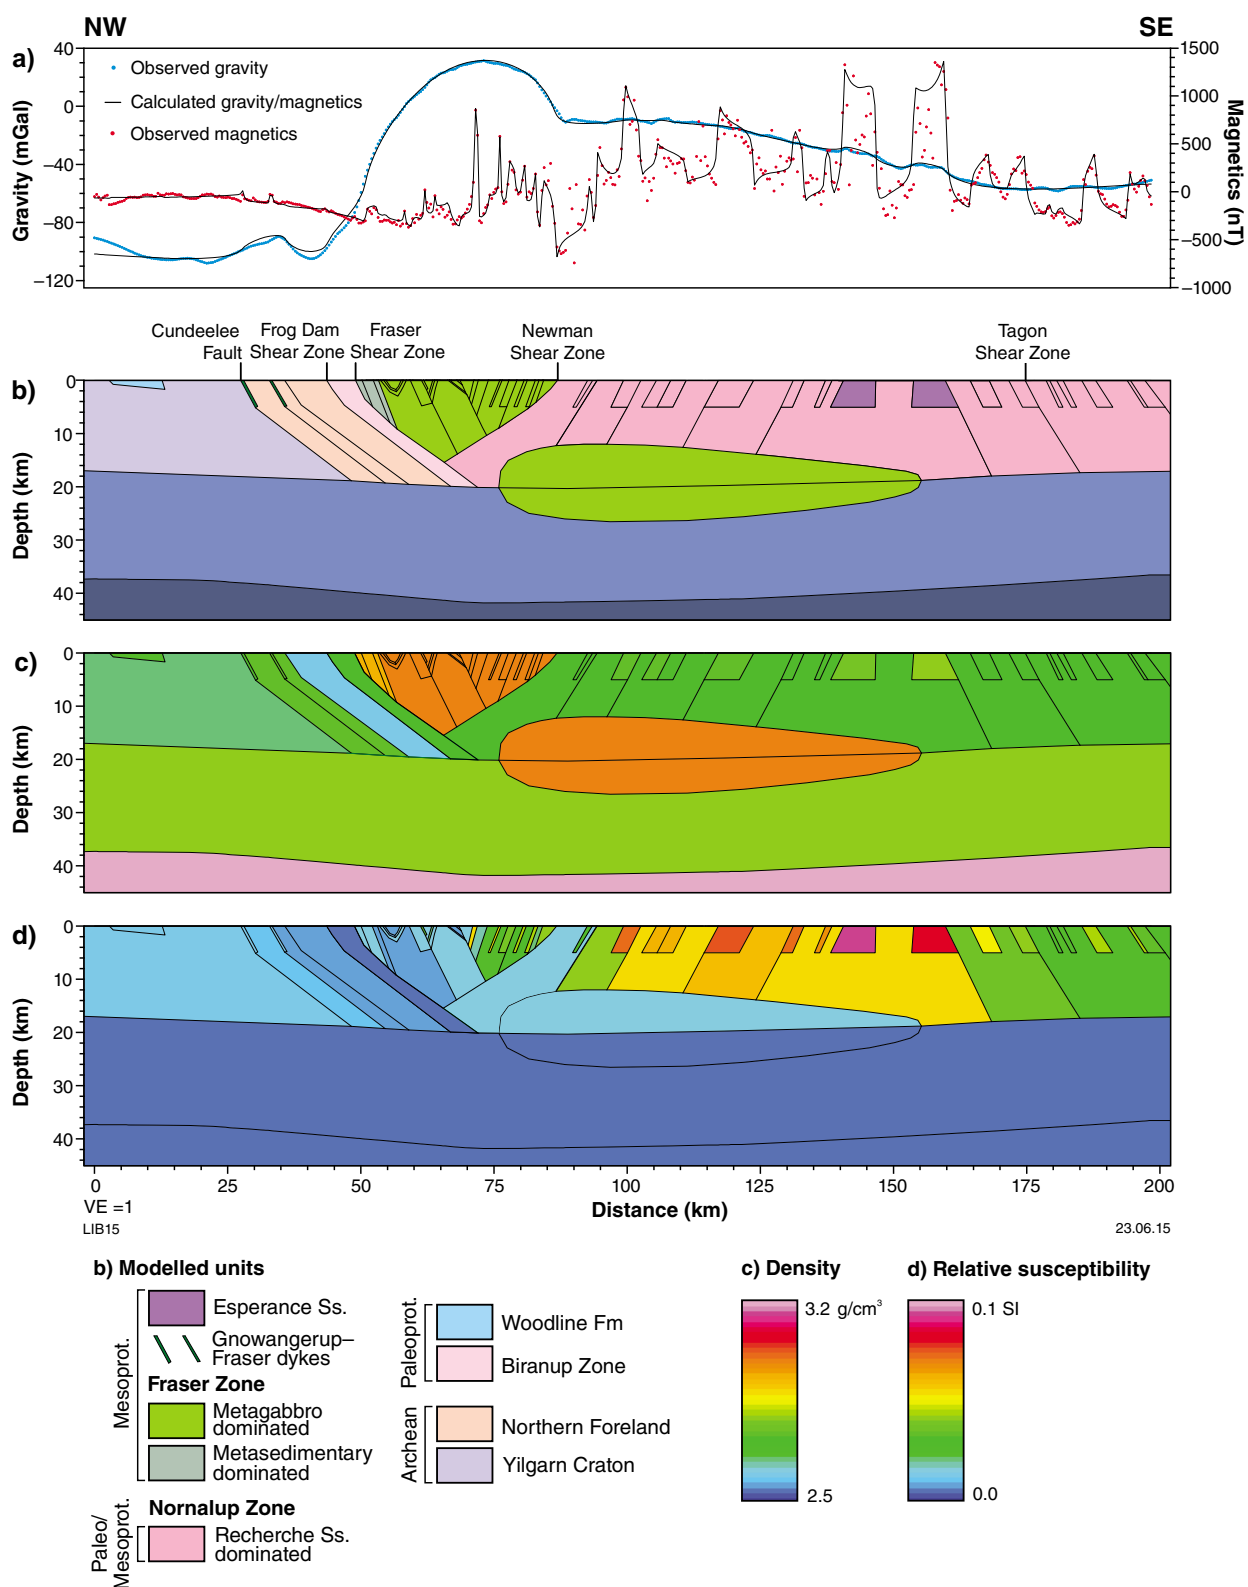 NW
SE
a)
40
0
−40
−80
−120
Gravity (mGal)
Observed gravity
Calculated gravity/magnetics
Observed magnetics
1500
1000
500
0
−500
−1000
Magnetics (nT)
Cundeelee
Fault
Frog Dam
Shear Zone
Fraser
Shear Zone
Newman
Shear Zone
Tagon
Shear Zone
b)
0
10
20
30
40
Depth (km)
c)
0
10
20
30
40
Depth (km)
d)
0
10
20
30
40
Depth (km)
0
25
50
75
100
125
150
175
200
VE =1
Distance (km)
LIB15
23.06.15
b) Modelled units
Mesoprot.
Esperance Ss.
Gnowangerup–
Fraser dykes
Fraser Zone
Metagabbro
dominated
Metasedimentary
dominated
Paleo/
Mesoprot.
Nornalup Zone
Recherche Ss.
dominated
Paleoprot.
Woodline Fm
Biranup Zone
Archean
Northern Foreland
Yilgarn Craton
c) Density
3.2 g/cm³
2.5
d) Relative susceptibility
0.1 SI
0.0